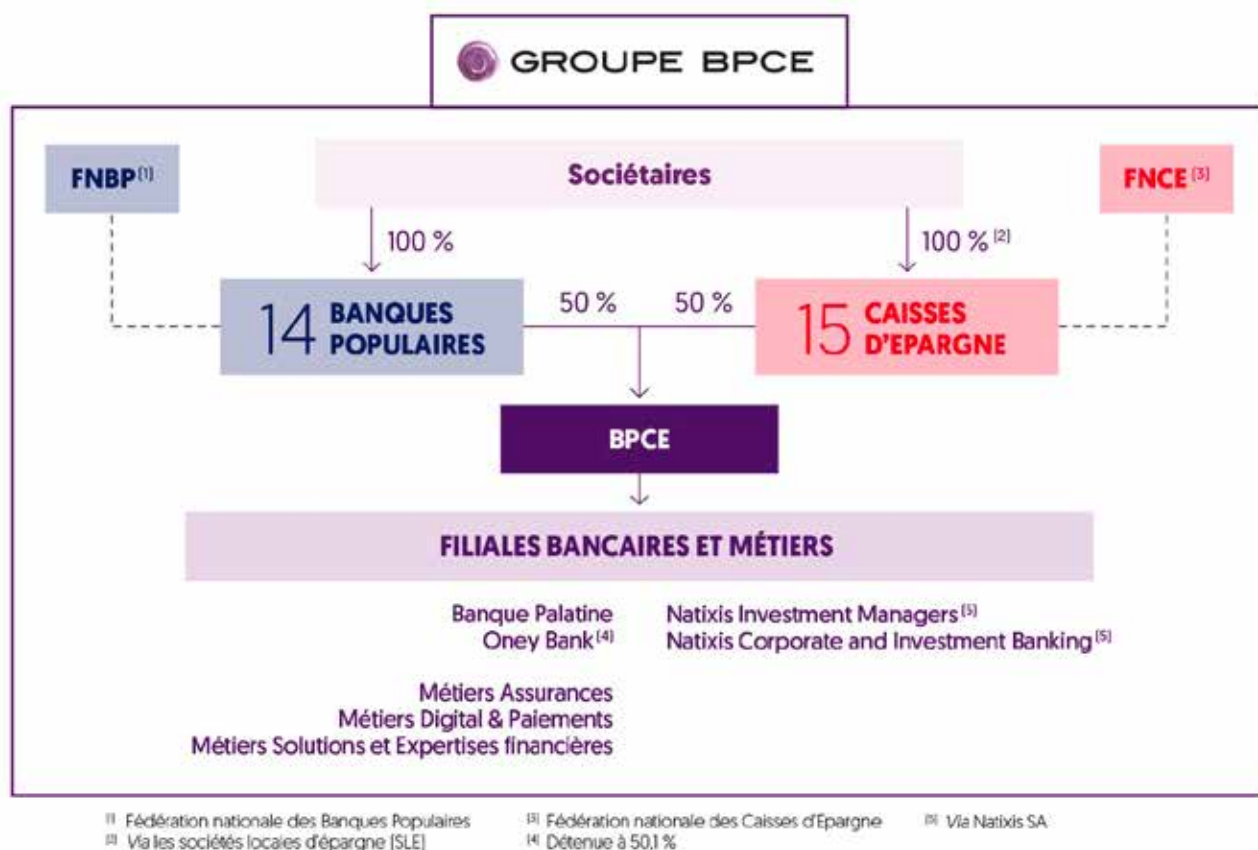 GROUPE BPCE
FNBP [1]
Sociétaires
FNCE [3]
100 %
100 % [2]
14 BANQUES
POPULAIRES
50 %
50 %
15 CAISSES
D'EPARGNE
BPCE
FILIALES BANCAIRES ET MÉTIERS
Banque Palatine
Oney Bank [4]
Natixis Investment Managers [5]
Natixis Corporate and Investment Banking [5]
Métiers Assurances
Métiers Digital & Paiements
Métiers Solutions et Expertises financières
[1] Fédération nationale des Banques Populaires
[2] Via les sociétés locales d'épargne [SLE]
[3] Fédération nationale des Caisses d'Epargne
[4] Détenue à 50,1 %
[5] Via Natixis SA